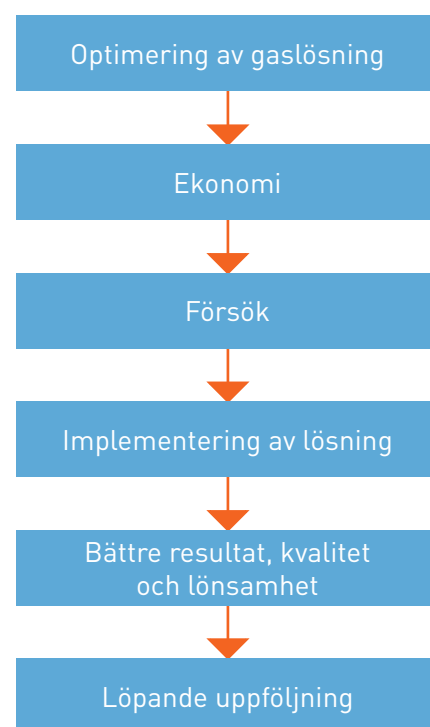 Optimering av gaslösning
Ekonomi
Försök
Implementering av lösning
Bättre resultat, kvalitet
och lönsamhet
Löpande uppföljning